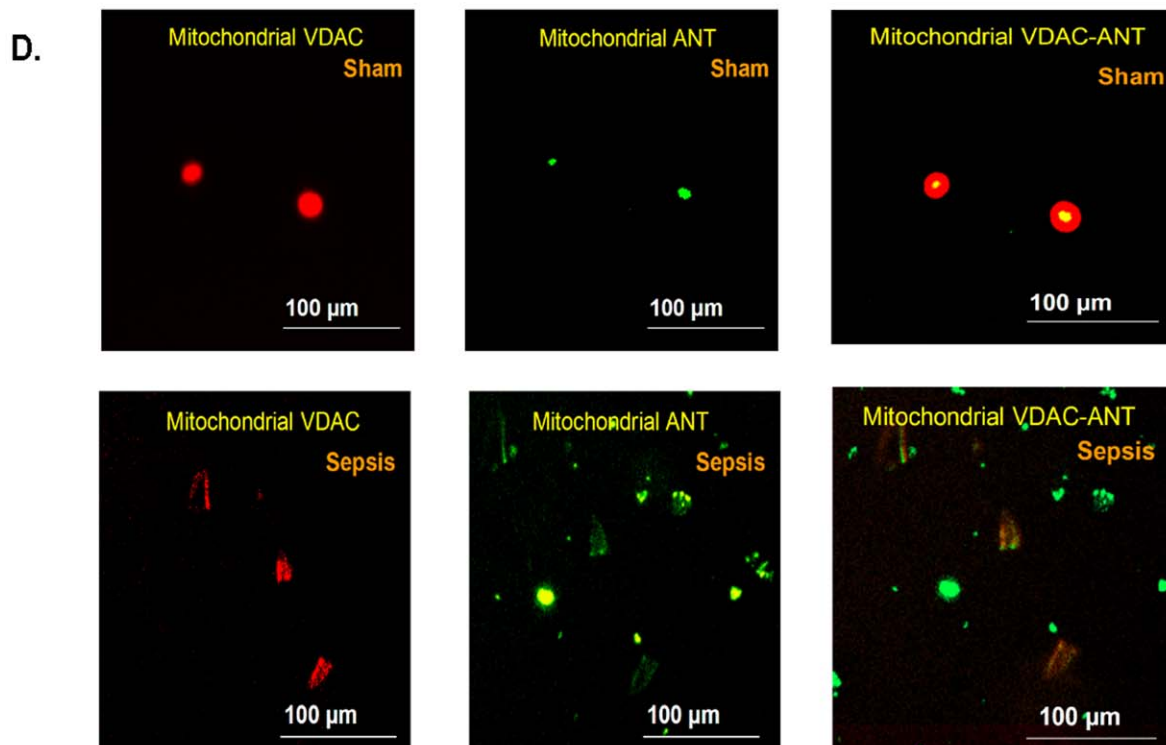 D.
Mitochondrial VDAC
Sham
100 µm
Mitochondrial ANT
Sham
100 µm
Mitochondrial VDAC-ANT
Sham
100 µm
Mitochondrial VDAC
Sepsis
100 µm
Mitochondrial ANT
Sepsis
100 µm
Mitochondrial VDAC-ANT
Sepsis
100 µm